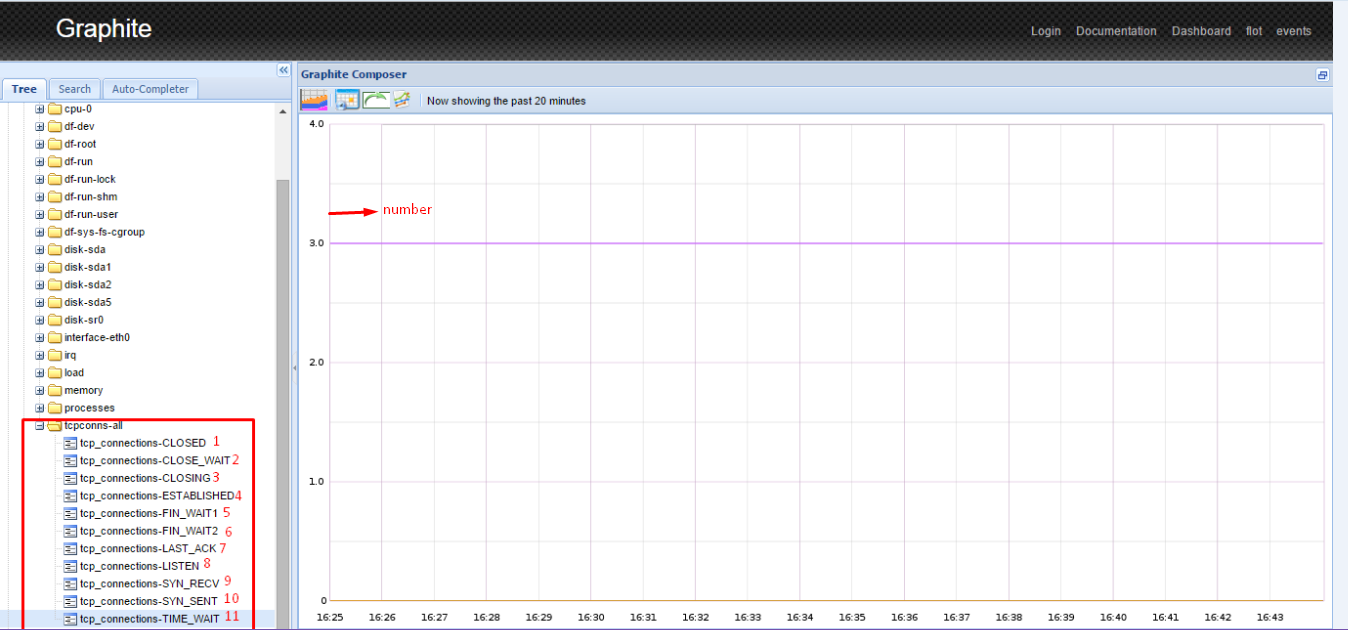 Graphite
Login Documentation Dashboard flot events
Tree Search Auto-Completer
cpu-0
df-dev
df-root
df-run
df-run-lock
df-run-shm
df-run-user
df-sys-fs-cgroup
disk-sda
disk-sda1
disk-sda2
disk-sda5
disk-sr0
interface-eth0
irq
load
memory
processes
tcpconns-all
tcp_connections-CLOSED 1
tcp_connections-CLOSE_WAIT 2
tcp_connections-CLOSING 3
tcp_connections-ESTABLISHED 4
tcp_connections-FIN_WAIT1 5
tcp_connections-FIN_WAIT2 6
tcp_connections-LAST_ACK 7
tcp_connections-LISTEN 8
tcp_connections-SYN_RECV 9
tcp_connections-SYN_SENT 10
tcp_connections-TIME_WAIT 11
Graphite Composer
Now showing the past 20 minutes
4.0
number
3.0
2.0
1.0
0
16:25 16:26 16:27 16:28 16:29 16:30 16:31 16:32 16:33 16:34 16:35 16:36 16:37 16:38 16:39 16:40 16:41 16:42 16:43